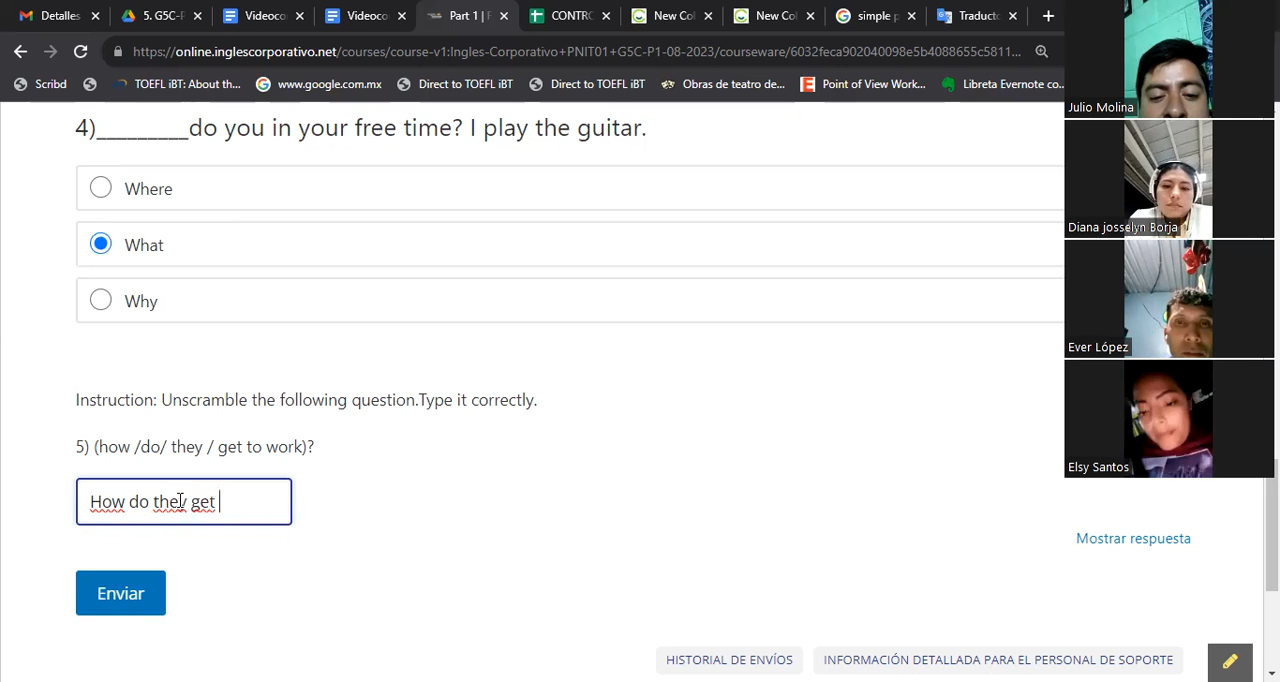 Detalles
5. G5C-F
Videoco
Videoco
Part 1 | F
CONTRO
New Col
New Col
simple p
Traducto
https://online.inglescorporativo.net/courses/course-v1:Ingles-Corporativo+PNIT01+G5C-P1-08-2023/courseware/6032feca902040098e5b4088655c5811...
Scribd
TOEFL iBT: About th...
www.google.com.mx
Direct to TOEFL iBT
Direct to TOEFL iBT
Obras de teatro de...
Point of View Work...
Libreta Evernote co...
4)_________do you in your free time? I play the guitar.
Where
What
Why
Instruction: Unscramble the following question.Type it correctly.
5) (how /do/ they / get to work)?
How do they get
Enviar
Mostrar respuesta
HISTORIAL DE ENVÍOS
INFORMACIÓN DETALLADA PARA EL PERSONAL DE SOPORTE
Julio Molina
Diana josselyn Borja
Ever López
Elsy Santos